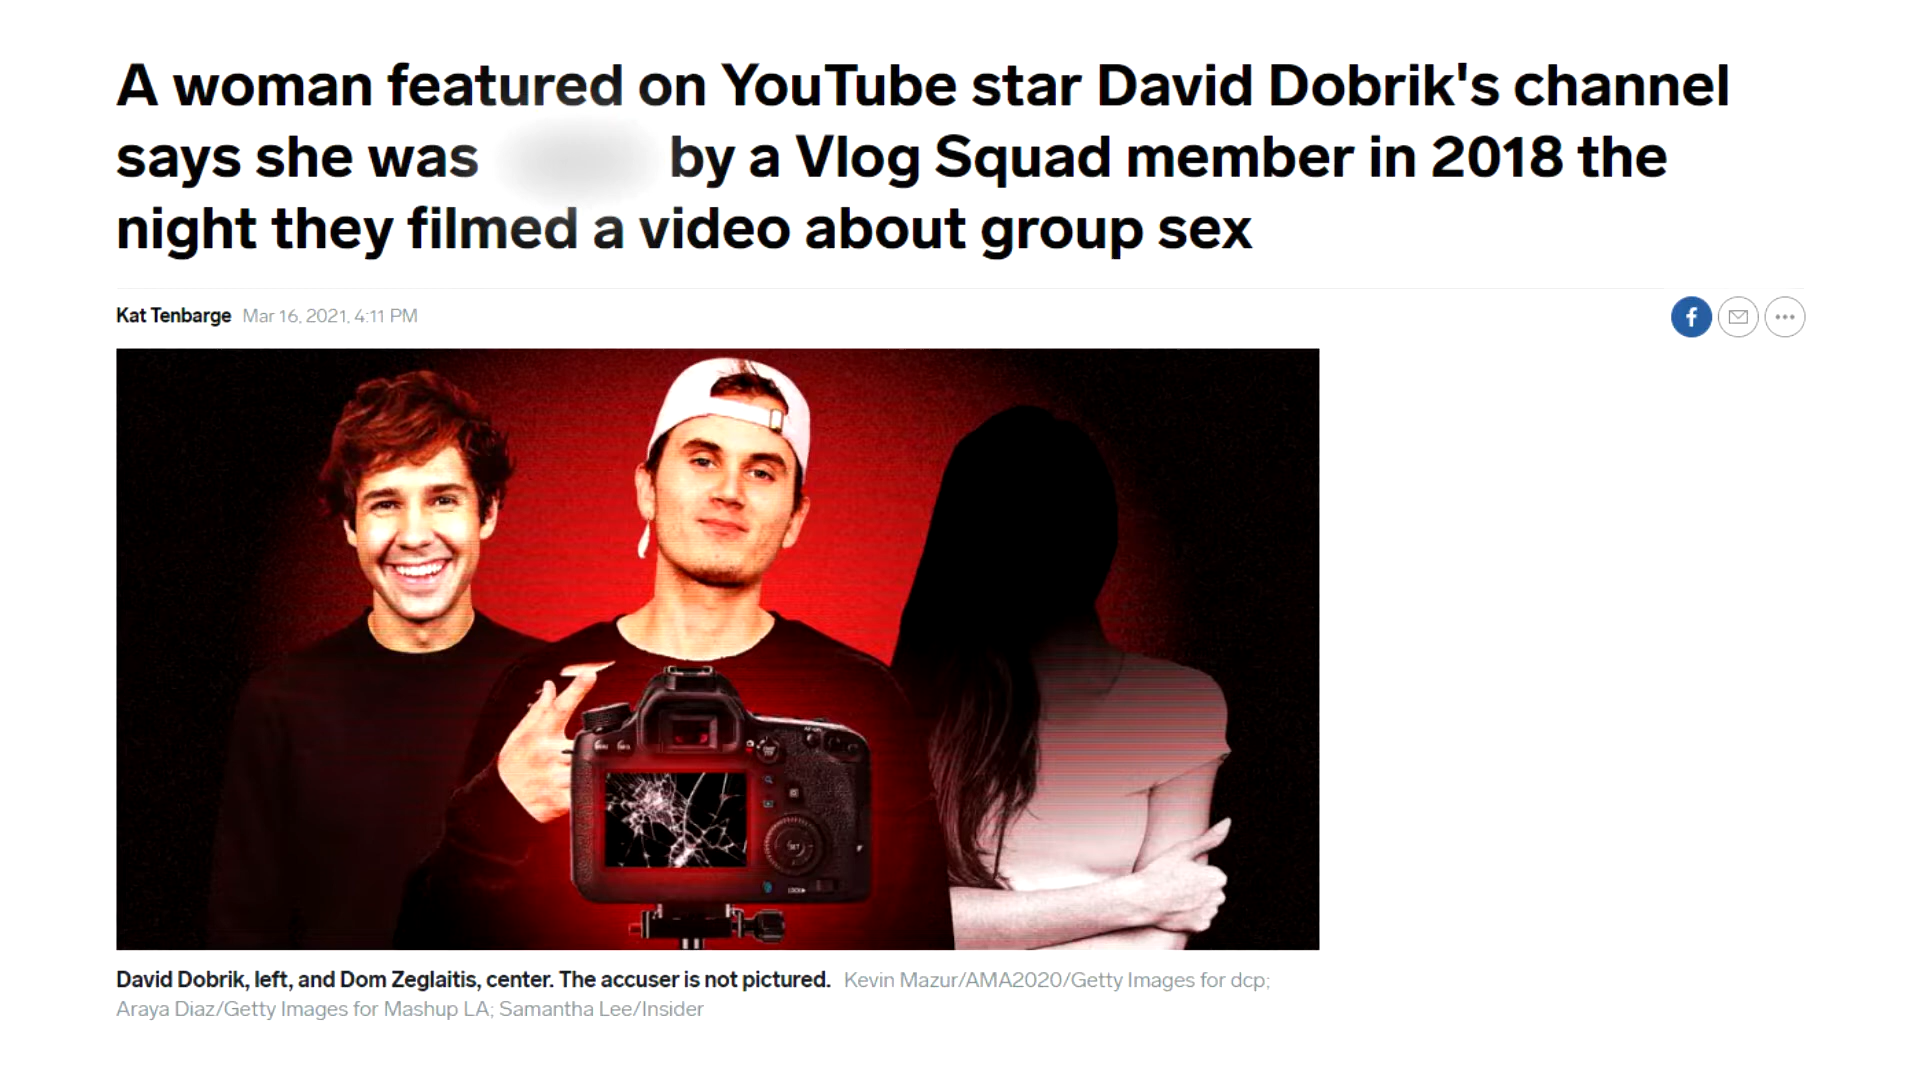 A woman featured on YouTube star David Dobrik's channel
says she was by a Vlog Squad member in 2018 the
night they filmed a video about group sex
Kat Tenbarge Mar 16, 2021, 4:11 PM
SET
LOCK▶
David Dobrik, left, and Dom Zeglaitis, center. The accuser is not pictured. Kevin Mazur/AMA2020/Getty Images for dcp;
Araya Diaz/Getty Images for Mashup LA; Samantha Lee/Insider